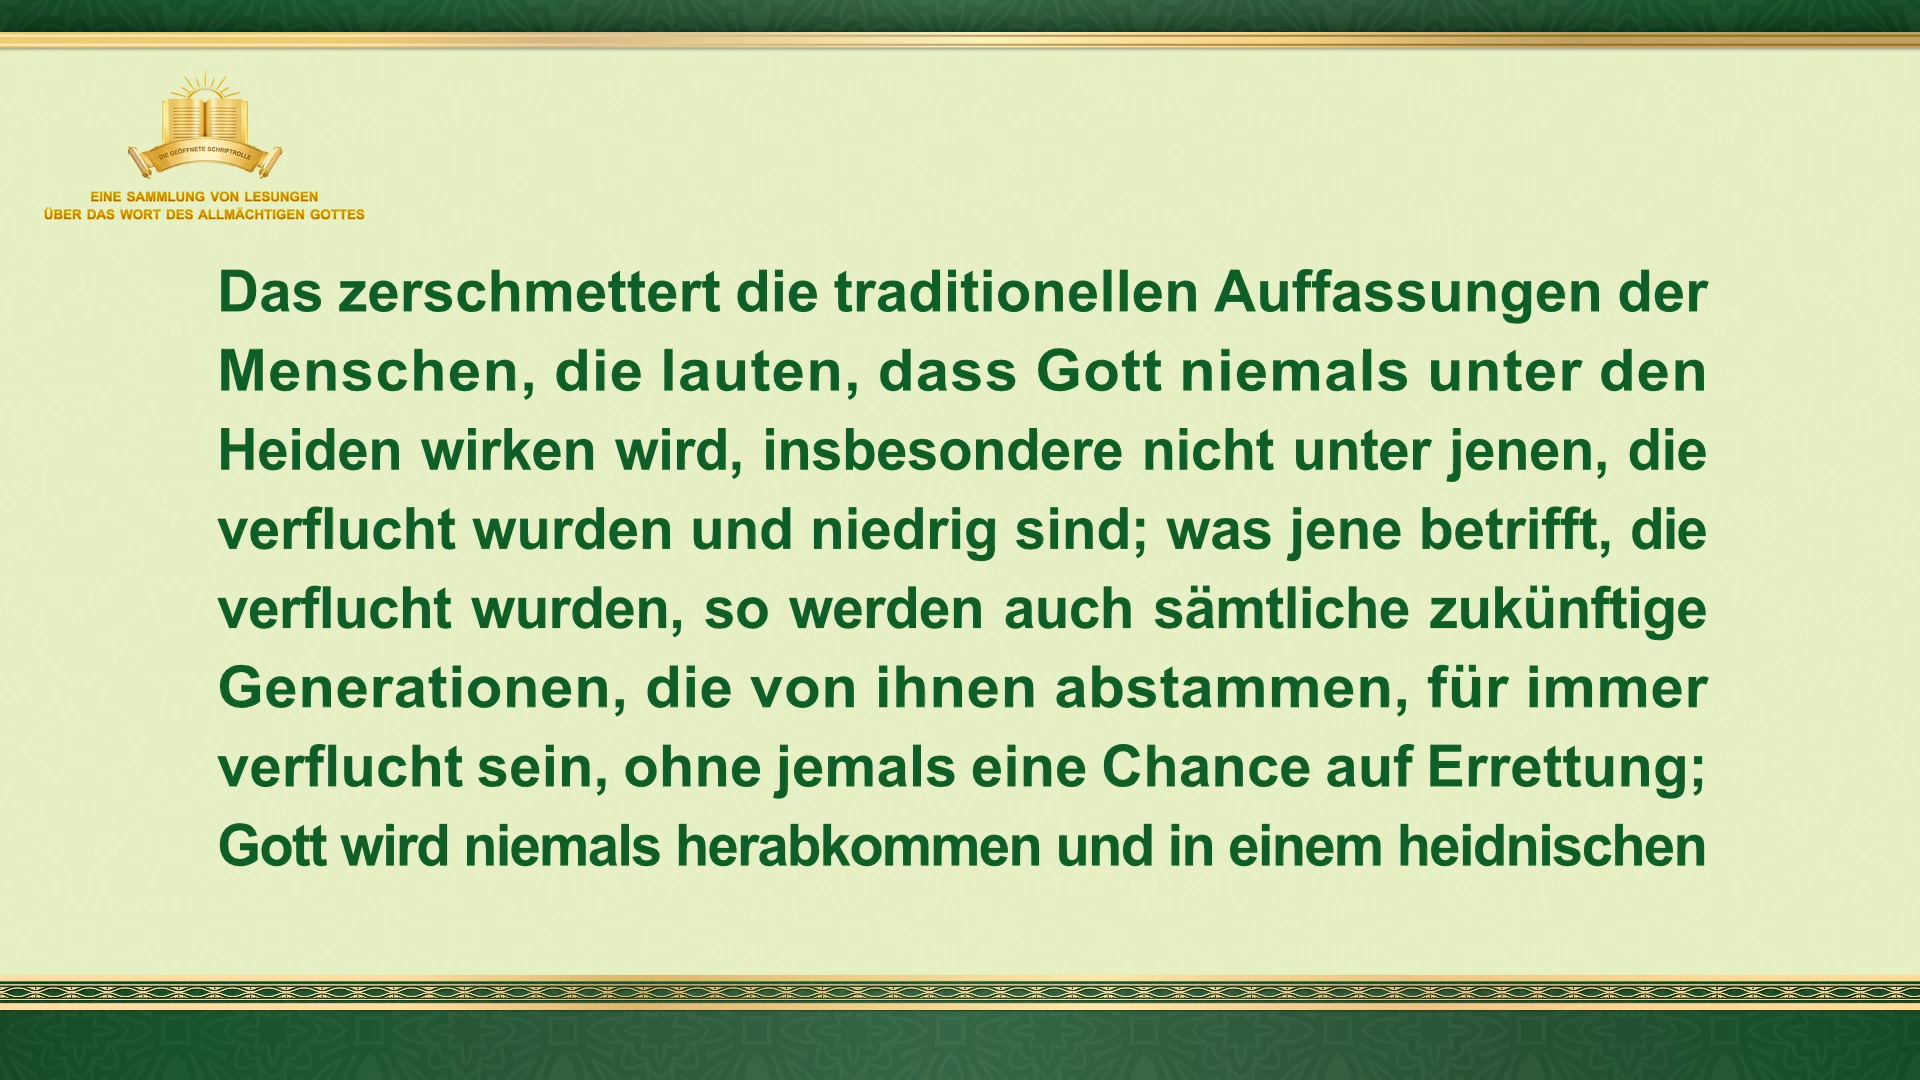 DIE GEÖFFNETE SCHRIFTROLLE
EINE SAMMLUNG VON LESUNGEN
ÜBER DAS WORT DES ALLMÄCHTIGEN GOTTES
Das zerschmettert die traditionellen Auffassungen der
Menschen, die lauten, dass Gott niemals unter den
Heiden wirken wird, insbesondere nicht unter jenen, die
verflucht wurden und niedrig sind; was jene betrifft, die
verflucht wurden, so werden auch sämtliche zukünftige
Generationen, die von ihnen abstammen, für immer
verflucht sein, ohne jemals eine Chance auf Errettung;
Gott wird niemals herabkommen und in einem heidnischen